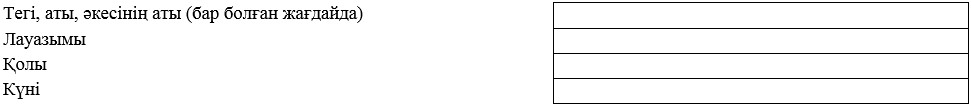 Тегі, аты, әкесінің аты (бар болған жағдайда)
Лауазымы
Қолы
Күні